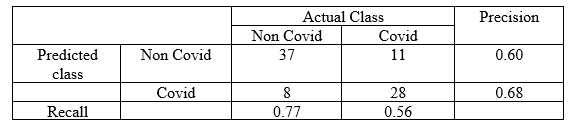 Actual Class Precision
Non Covid Covid
Predicted class Non Covid 37 11 0.60
Covid 8 28 0.68
Recall 0.77 0.56